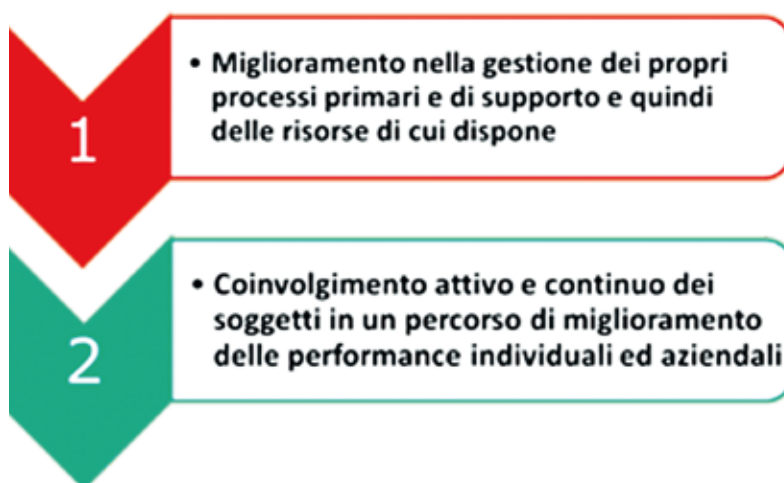 1
• Miglioramento nella gestione dei propri
processi primari e di supporto e quindi
delle risorse di cui dispone
2
• Coinvolgimento attivo e continuo dei
soggetti in un percorso di miglioramento
delle performance individuali ed aziendali